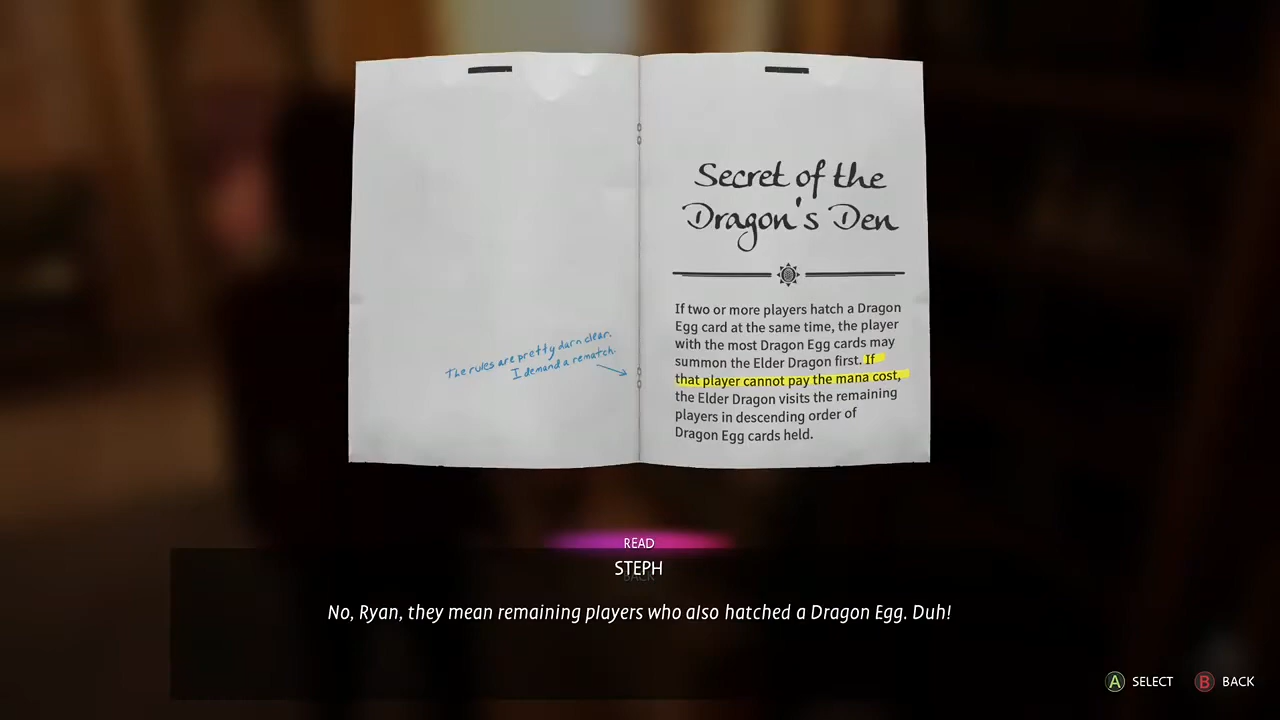 The rules are pretty darn clear.
I demand a rematch.
Secret of the
Dragon's Den
If two or more players hatch a Dragon
Egg card at the same time, the player
with the most Dragon Egg cards may
summon the Elder Dragon first. If
that player cannot pay the mana cost,
the Elder Dragon visits the remaining
players in descending order of
Dragon Egg cards held.
READ
STEPH
BACK
No, Ryan, they mean remaining players who also hatched a Dragon Egg. Duh!
A SELECT B BACK